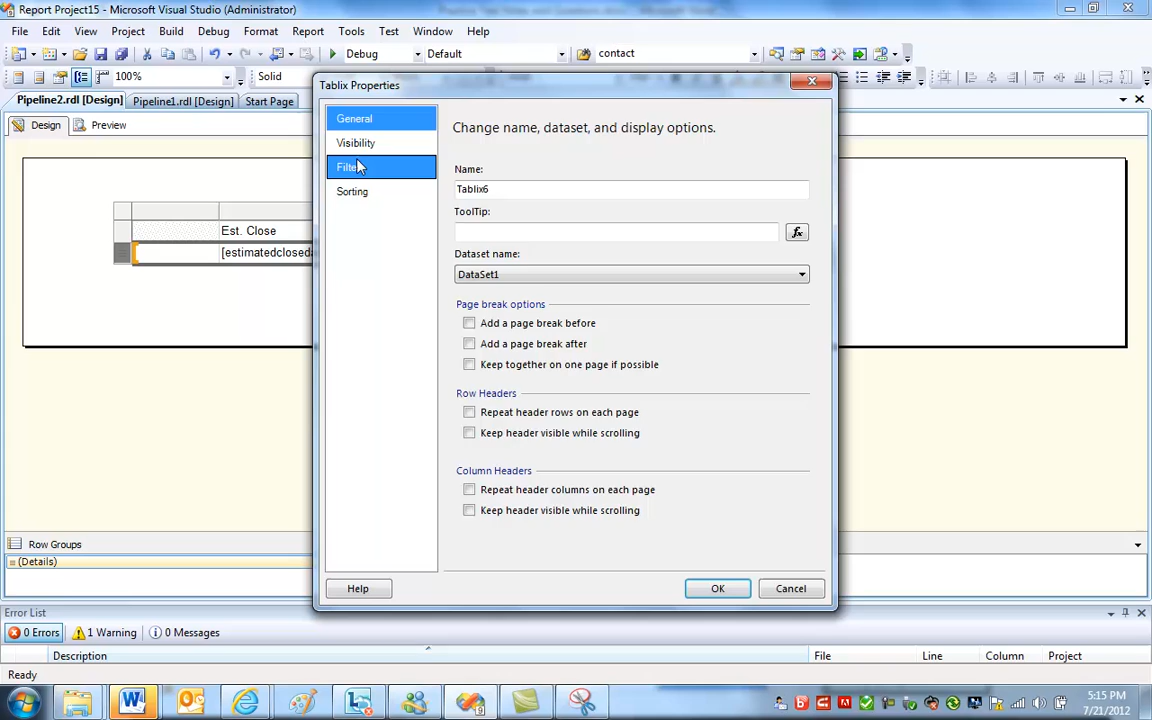 Report Project15 - Microsoft Visual Studio (Administrator)
File Edit View Project Build Debug Format Report Tools Test Window Help
Debug Default contact
100% Solid
Pipeline2.rdl [Design] Pipeline1.rdl [Design] Start Page
Design Preview
Est. Close
[estimatedcloseda
Tablix Properties
General
Visibility
Filte
Sorting
Change name, dataset, and display options.
Name:
Tablix6
ToolTip:
fx
Dataset name:
DataSet1
Page break options
Add a page break before
Add a page break after
Keep together on one page if possible
Row Headers
Repeat header rows on each page
Keep header visible while scrolling
Column Headers
Repeat header columns on each page
Keep header visible while scrolling
Help OK Cancel
Row Groups
(Details)
Error List
0 Errors 1 Warning 0 Messages
Description File Line Column Project
Ready
5:15 PM
7/21/2012